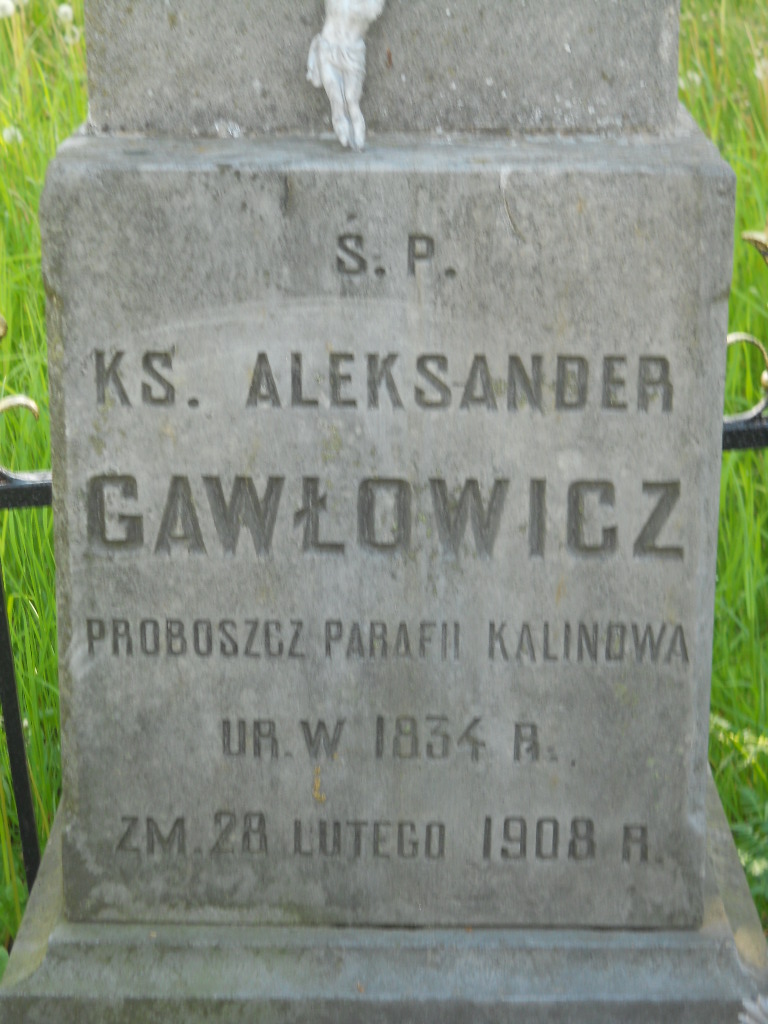 Ś. P.
KS. ALEKSANDER
GAWŁOWICZ
PROBOSZCZ PARAFII KALINOWA
UR. W 1834 R.
ZM. 28 LUTEGO 1908 R.